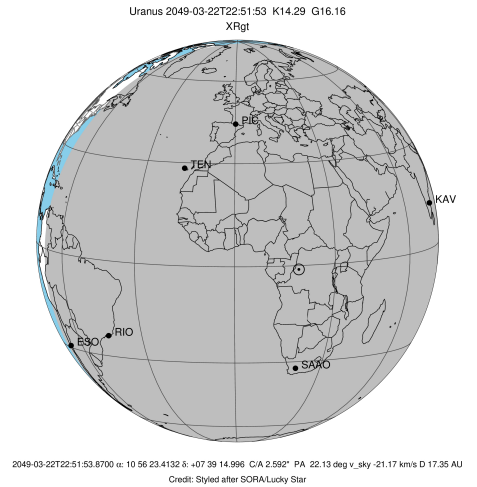 Uranus 2049-03-22T22:51:53 K14.29 G16.16
XRgt
PIC
TEN
KAV
RIO
ESO
SAAO
2049-03-22T22:51:53.8700 α: 10 56 23.4132 δ: +07 39 14.996 C/A 2.592" PA 22.13 deg v_sky -21.17 km/s D 17.35 AU
Credit: Styled after SORA/Lucky Star